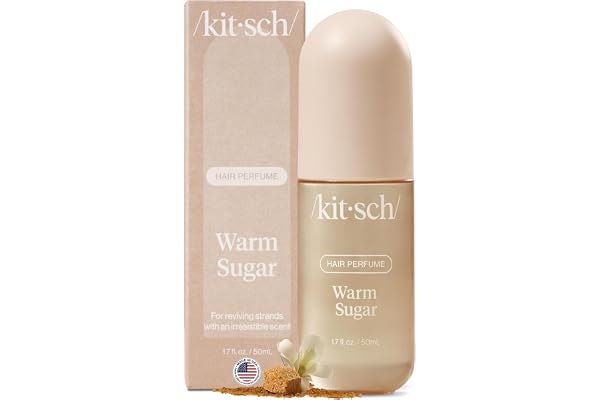 /kit·sch/
HAIR PERFUME
Warm
Sugar
For reviving strands
with an irresistible scent
1.7 fl oz. / 50mL
/kit·sch/
HAIR PERFUME
Warm
Sugar
1.7 fl oz. / 50mL